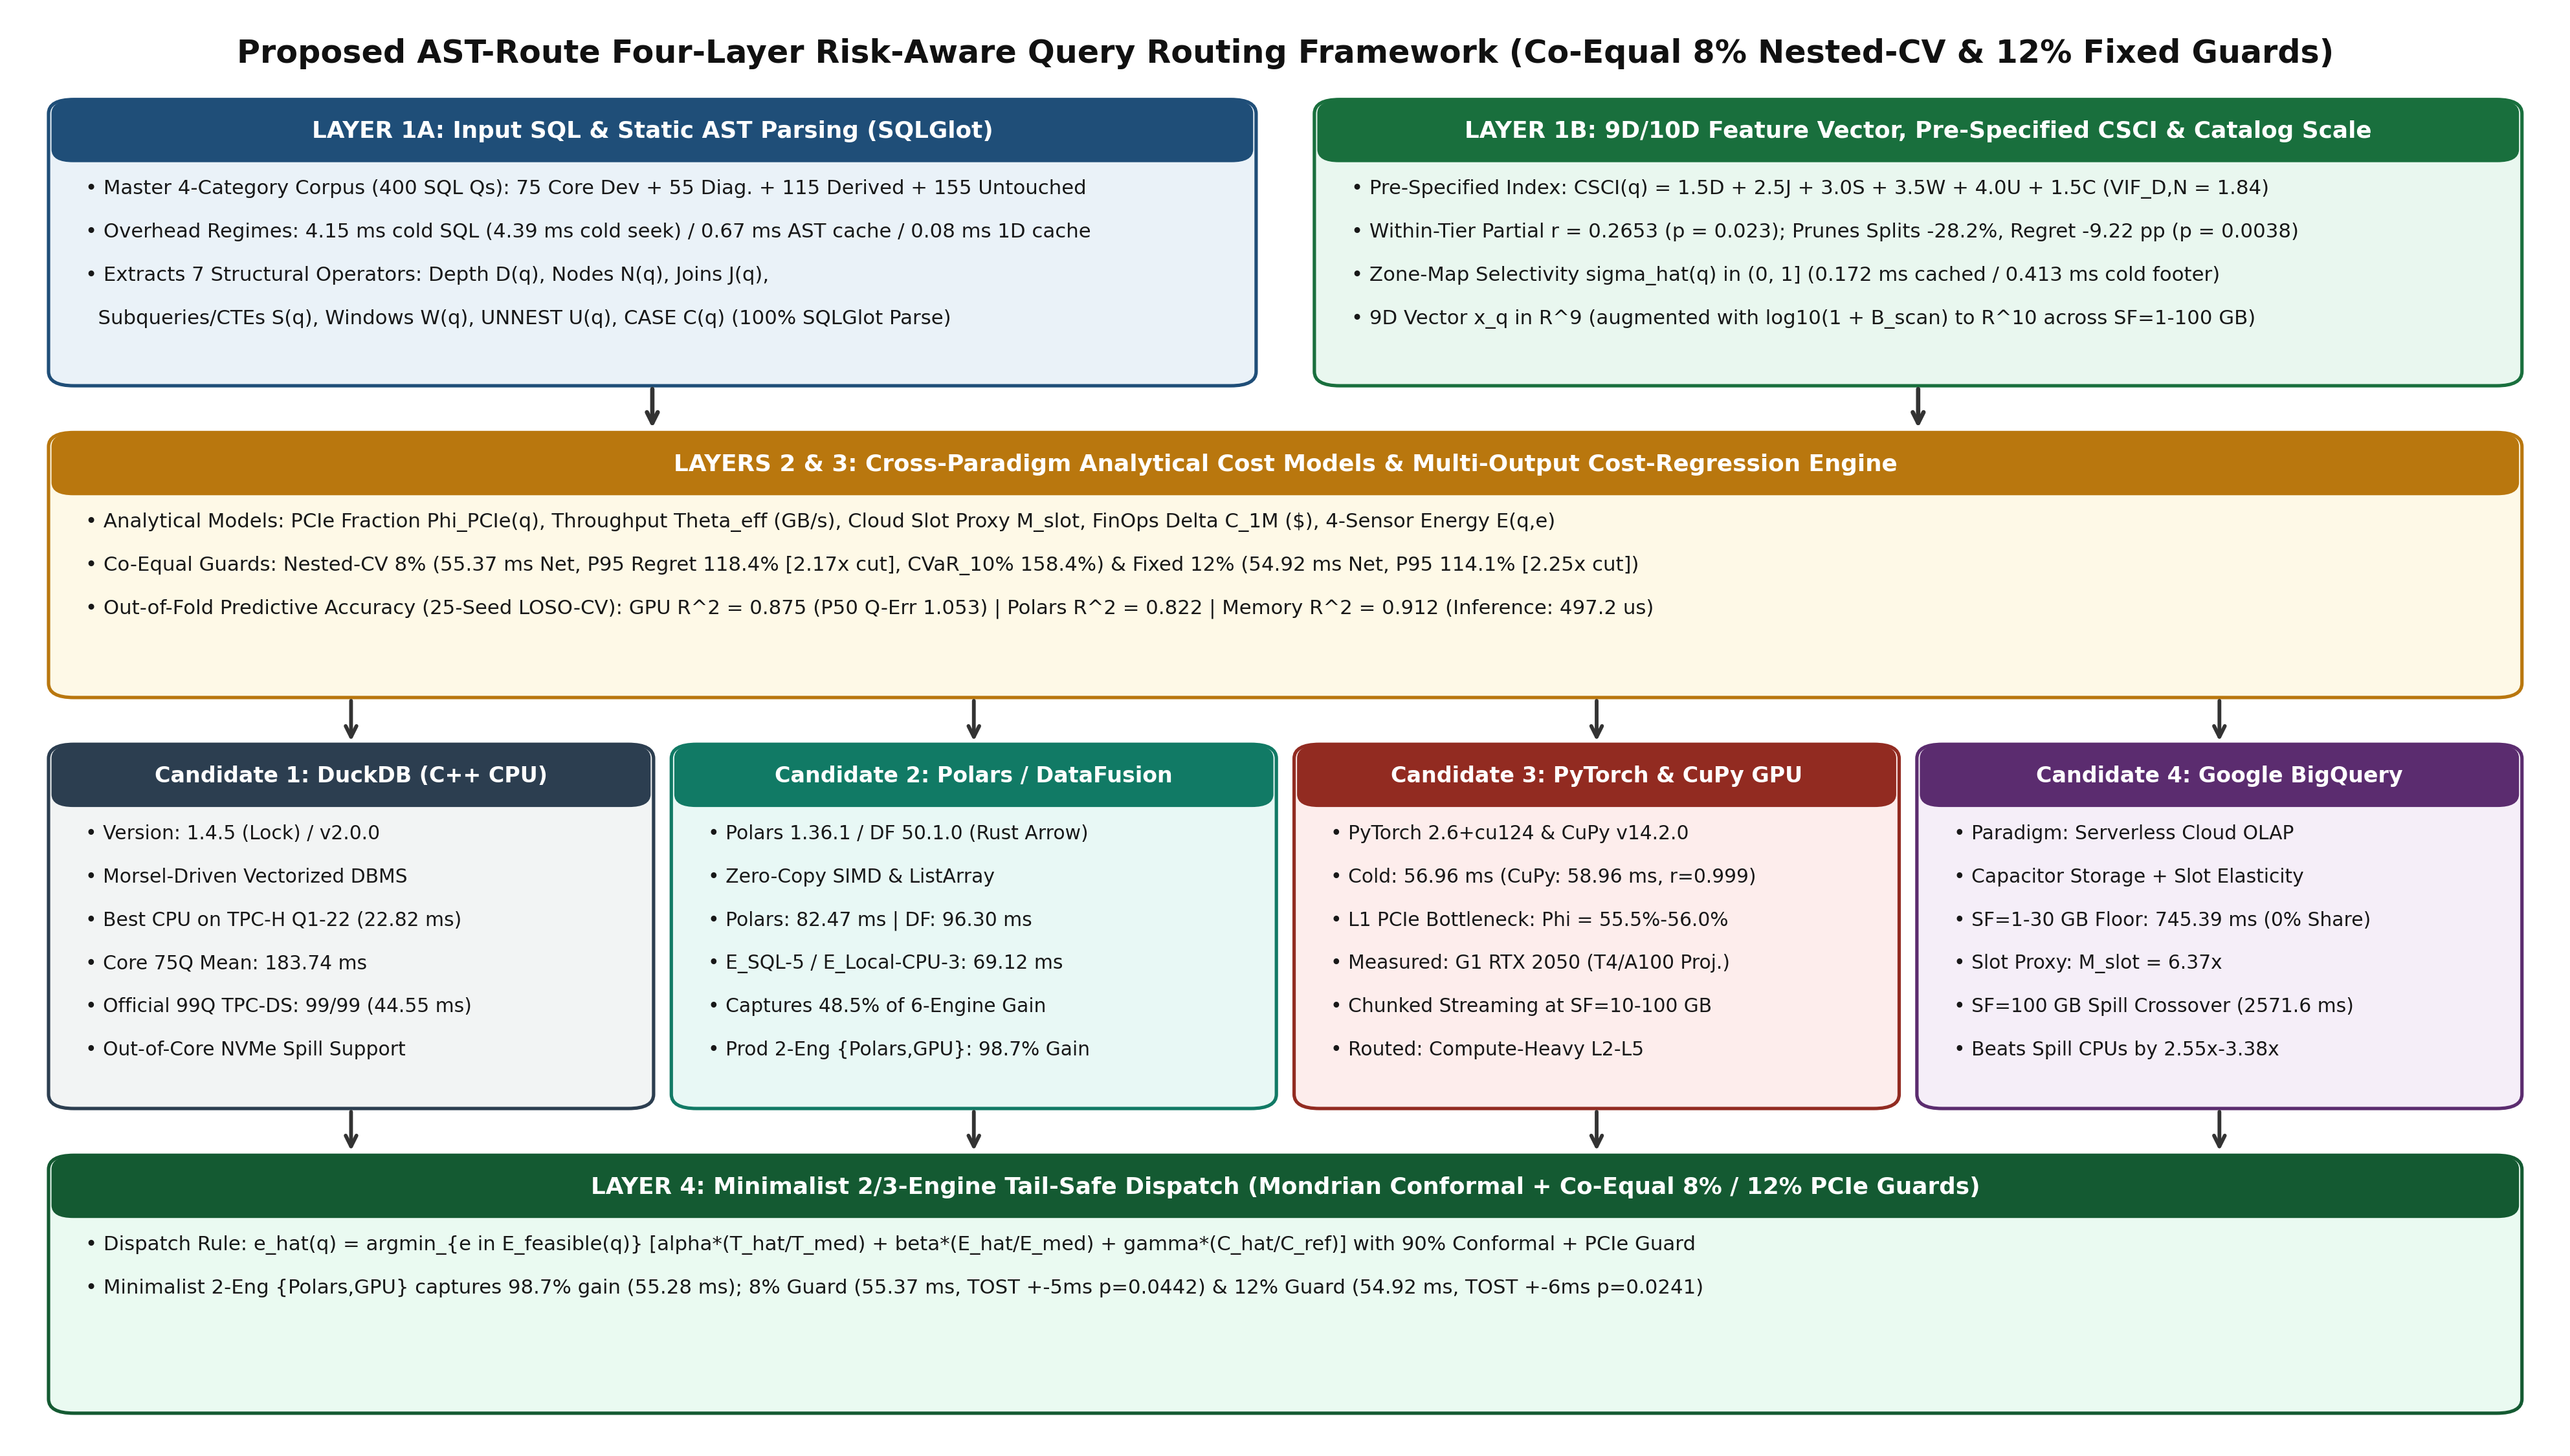 Proposed AST-Route Four-Layer Risk-Aware Query Routing Framework (Co-Equal 8% Nested-CV & 12% Fixed Guards)
LAYER 1A: Input SQL & Static AST Parsing (SQLGlot)
• Master 4-Category Corpus (400 SQL Qs): 75 Core Dev + 55 Diag. + 115 Derived + 155 Untouched
• Overhead Regimes: 4.15 ms cold SQL (4.39 ms cold seek) / 0.67 ms AST cache / 0.08 ms 1D cache
• Extracts 7 Structural Operators: Depth D(q), Nodes N(q), Joins J(q),
Subqueries/CTEs S(q), Windows W(q), UNNEST U(q), CASE C(q) (100% SQLGlot Parse)
LAYER 1B: 9D/10D Feature Vector, Pre-Specified CSCI & Catalog Scale
• Pre-Specified Index: CSCI(q) = 1.5D + 2.5J + 3.0S + 3.5W + 4.0U + 1.5C (VIF_D,N = 1.84)
• Within-Tier Partial r = 0.2653 (p = 0.023); Prunes Splits -28.2%, Regret -9.22 pp (p = 0.0038)
• Zone-Map Selectivity sigma_hat(q) in (0, 1] (0.172 ms cached / 0.413 ms cold footer)
• 9D Vector x_q in R^9 (augmented with log10(1 + B_scan) to R^10 across SF=1-100 GB)
LAYERS 2 & 3: Cross-Paradigm Analytical Cost Models & Multi-Output Cost-Regression Engine
• Analytical Models: PCIe Fraction Phi_PCIe(q), Throughput Theta_eff (GB/s), Cloud Slot Proxy M_slot, FinOps Delta C_1M ($), 4-Sensor Energy E(q,e)
• Co-Equal Guards: Nested-CV 8% (55.37 ms Net, P95 Regret 118.4% [2.17x cut], CVaR_10% 158.4%) & Fixed 12% (54.92 ms Net, P95 114.1% [2.25x cut])
• Out-of-Fold Predictive Accuracy (25-Seed LOSO-CV): GPU R^2 = 0.875 (P50 Q-Err 1.053) | Polars R^2 = 0.822 | Memory R^2 = 0.912 (Inference: 497.2 us)
Candidate 1: DuckDB (C++ CPU)
• Version: 1.4.5 (Lock) / v2.0.0
• Morsel-Driven Vectorized DBMS
• Best CPU on TPC-H Q1-22 (22.82 ms)
• Core 75Q Mean: 183.74 ms
• Official 99Q TPC-DS: 99/99 (44.55 ms)
• Out-of-Core NVMe Spill Support
Candidate 2: Polars / DataFusion
• Polars 1.36.1 / DF 50.1.0 (Rust Arrow)
• Zero-Copy SIMD & ListArray
• Polars: 82.47 ms | DF: 96.30 ms
• E_SQL-5 / E_Local-CPU-3: 69.12 ms
• Captures 48.5% of 6-Engine Gain
• Prod 2-Eng {Polars,GPU}: 98.7% Gain
Candidate 3: PyTorch & CuPy GPU
• PyTorch 2.6+cu124 & CuPy v14.2.0
• Cold: 56.96 ms (CuPy: 58.96 ms, r=0.999)
• L1 PCIe Bottleneck: Phi = 55.5%-56.0%
• Measured: G1 RTX 2050 (T4/A100 Proj.)
• Chunked Streaming at SF=10-100 GB
• Routed: Compute-Heavy L2-L5
Candidate 4: Google BigQuery
• Paradigm: Serverless Cloud OLAP
• Capacitor Storage + Slot Elasticity
• SF=1-30 GB Floor: 745.39 ms (0% Share)
• Slot Proxy: M_slot = 6.37x
• SF=100 GB Spill Crossover (2571.6 ms)
• Beats Spill CPUs by 2.55x-3.38x
LAYER 4: Minimalist 2/3-Engine Tail-Safe Dispatch (Mondrian Conformal + Co-Equal 8% / 12% PCIe Guards)
• Dispatch Rule: e_hat(q) = argmin_{e in E_feasible(q)} [alpha*(T_hat/T_med) + beta*(E_hat/E_med) + gamma*(C_hat/C_ref)] with 90% Conformal + PCIe Guard
• Minimalist 2-Eng {Polars,GPU} captures 98.7% gain (55.28 ms); 8% Guard (55.37 ms, TOST +-5ms p=0.0442) & 12% Guard (54.92 ms, TOST +-6ms p=0.0241)